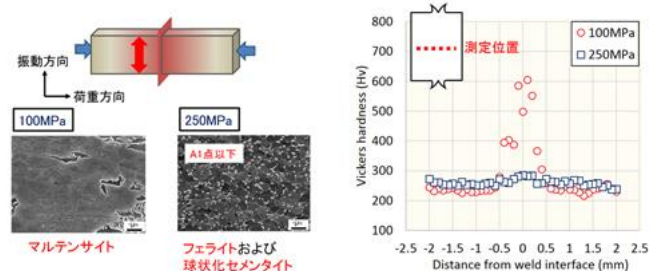 振動方向
荷重方向
100MPa
250MPa
A1点以下
マルテンサイト
フェライトおよび
球状化セメンタイト
測定位置
100MPa
250MPa
Vickers hardness (Hv)
800
700
600
500
400
300
200
100
-2.5 -2 -1.5 -1 -0.5 0 0.5 1 1.5 2 2.5
Distance from weld interface (mm)